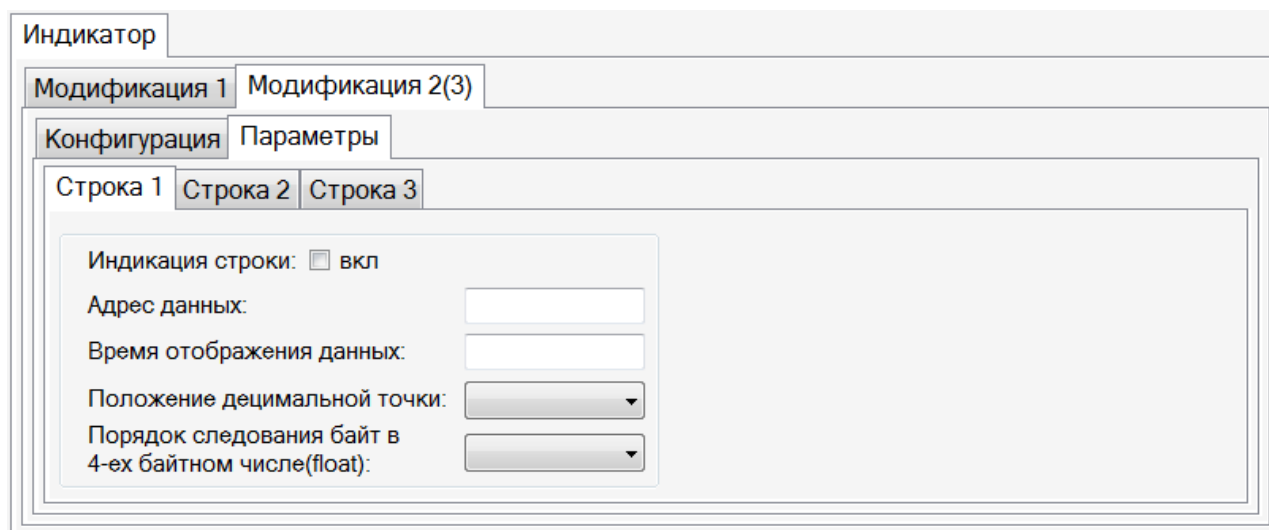 Индикатор
Модификация 1 Модификация 2(3)
Конфигурация Параметры
Строка 1 Строка 2 Строка 3
Индикация строки: вкл
Адрес данных:
Время отображения данных:
Положение децимальной точки:
Порядок следования байт в
4-ех байтном числе(float):